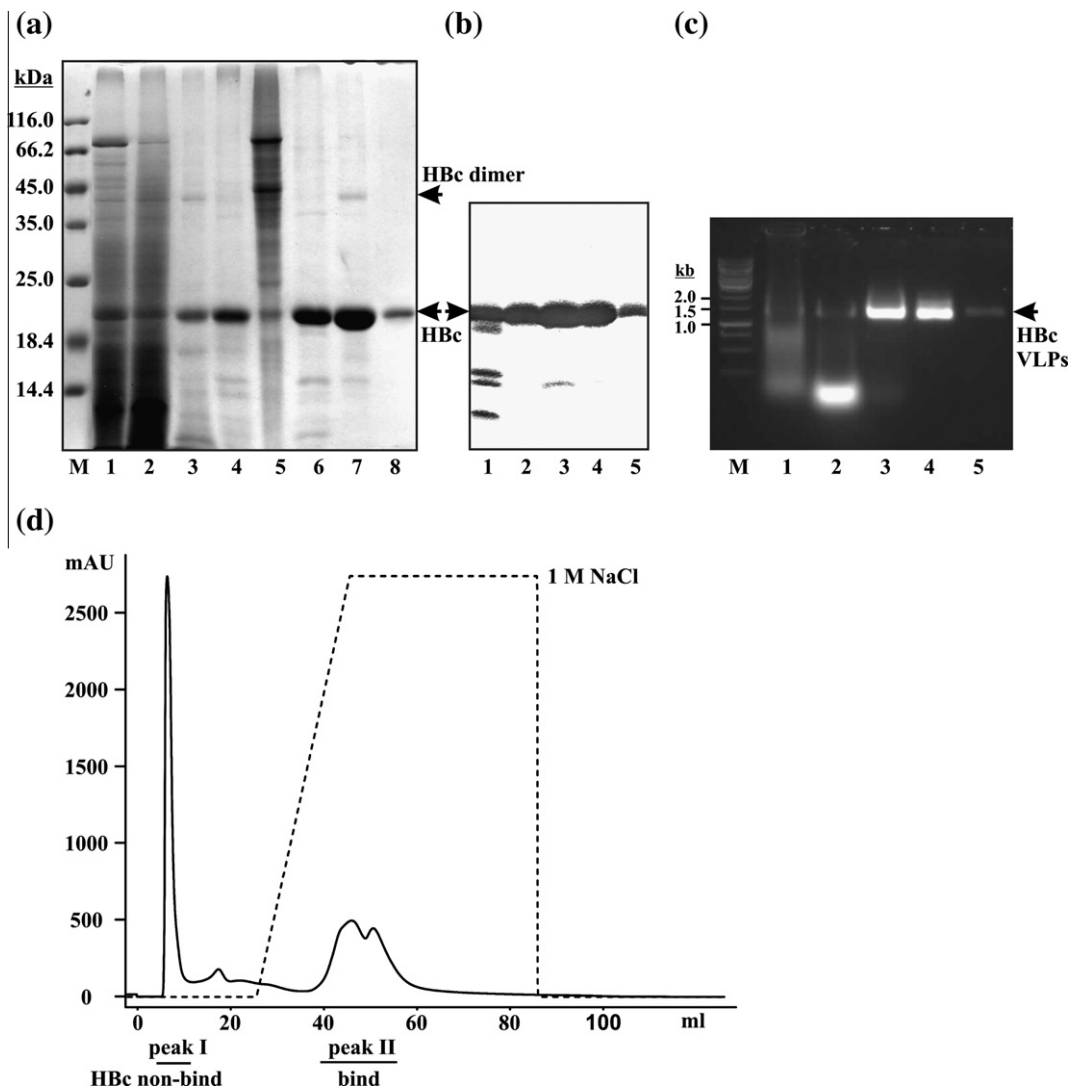 (a)
(b)
(c)
kDa
116.0
66.2
45.0
35.0
25.0
18.4
14.4
HBc dimer
HBc
M 1 2 3 4 5 6 7 8
1 2 3 4 5
kb
2.0
1.5
1.0
HBc
VLPs
M 1 2 3 4 5
(d)
mAU
2500
2000
1500
1000
500
0
1 M NaCl
0 20 40 60 80 100 ml
peak I peak II
HBc non-bind bind